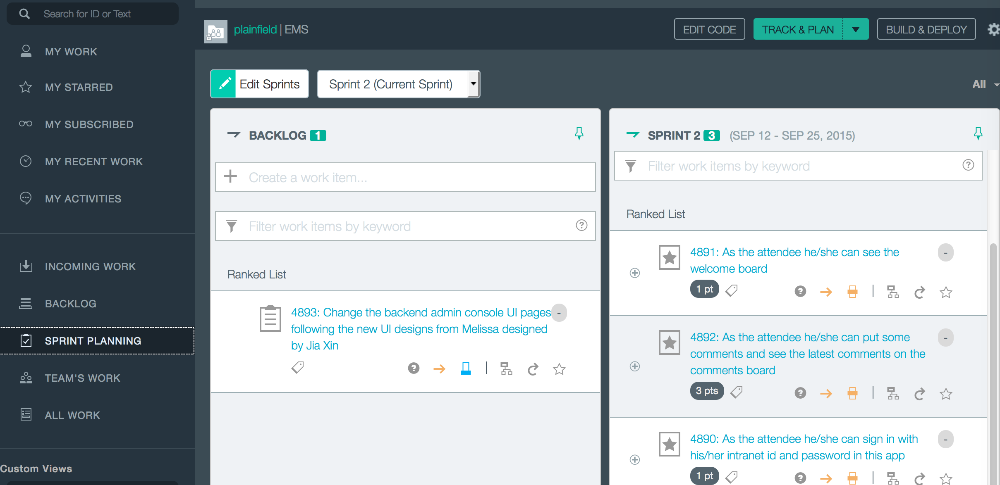 Search for ID or Text
MY WORK
MY STARRED
MY SUBSCRIBED
MY RECENT WORK
MY ACTIVITIES
INCOMING WORK
BACKLOG
SPRINT PLANNING
TEAM'S WORK
ALL WORK
Custom Views
plainfield | EMS
EDIT CODE
TRACK & PLAN
BUILD & DEPLOY
Edit Sprints
Sprint 2 (Current Sprint)
All
BACKLOG 1
Create a work item...
Filter work items by keyword
Ranked List
4893: Change the backend admin console UI pages
following the new UI designs from Melissa designed
by Jia Xin
-
SPRINT 2 3 (SEP 12 - SEP 25, 2015)
Filter work items by keyword
Ranked List
4891: As the attendee he/she can see the
welcome board
-
1 pt
4892: As the attendee he/she can put some
comments and see the latest comments on the
comments board
-
3 pts
4890: As the attendee he/she can sign in with
his/her intranet id and password in this app
-
1 pt